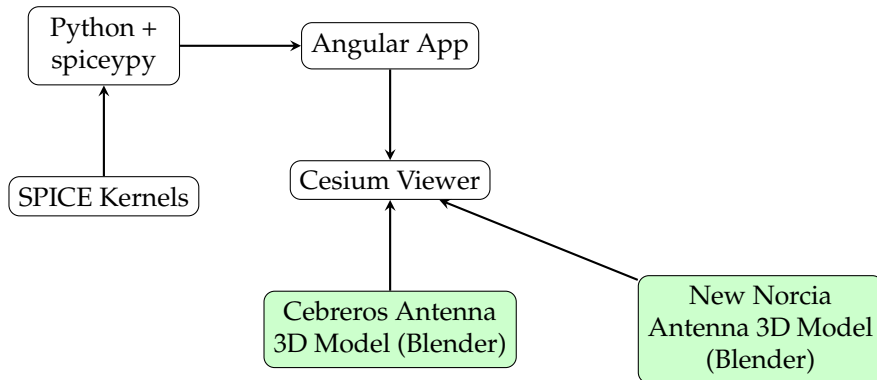 Python +
spiceypy
Angular App
SPICE Kernels
Cesium Viewer
Cebreros Antenna
3D Model (Blender)
New Norcia
Antenna 3D Model
(Blender)